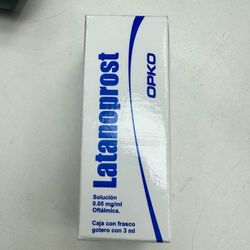 Latanoprost
OPKO
Solución
0.05 mg/ml
Oftálmica.
Caja con frasco
gotero con 3 ml